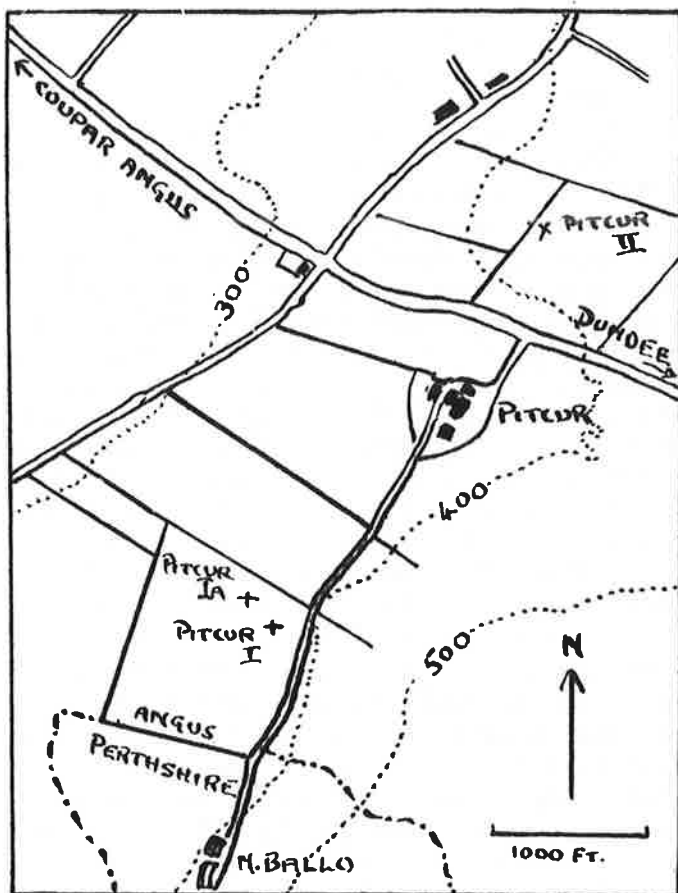 COUPAR ANGUS
PITCUR
II
300
DUNDEE
PITCUR
400
PITCUR
IA
PITCUR
I
500
N
ANGUS
PERTHSHIRE
N. BALLO
1000 FT.